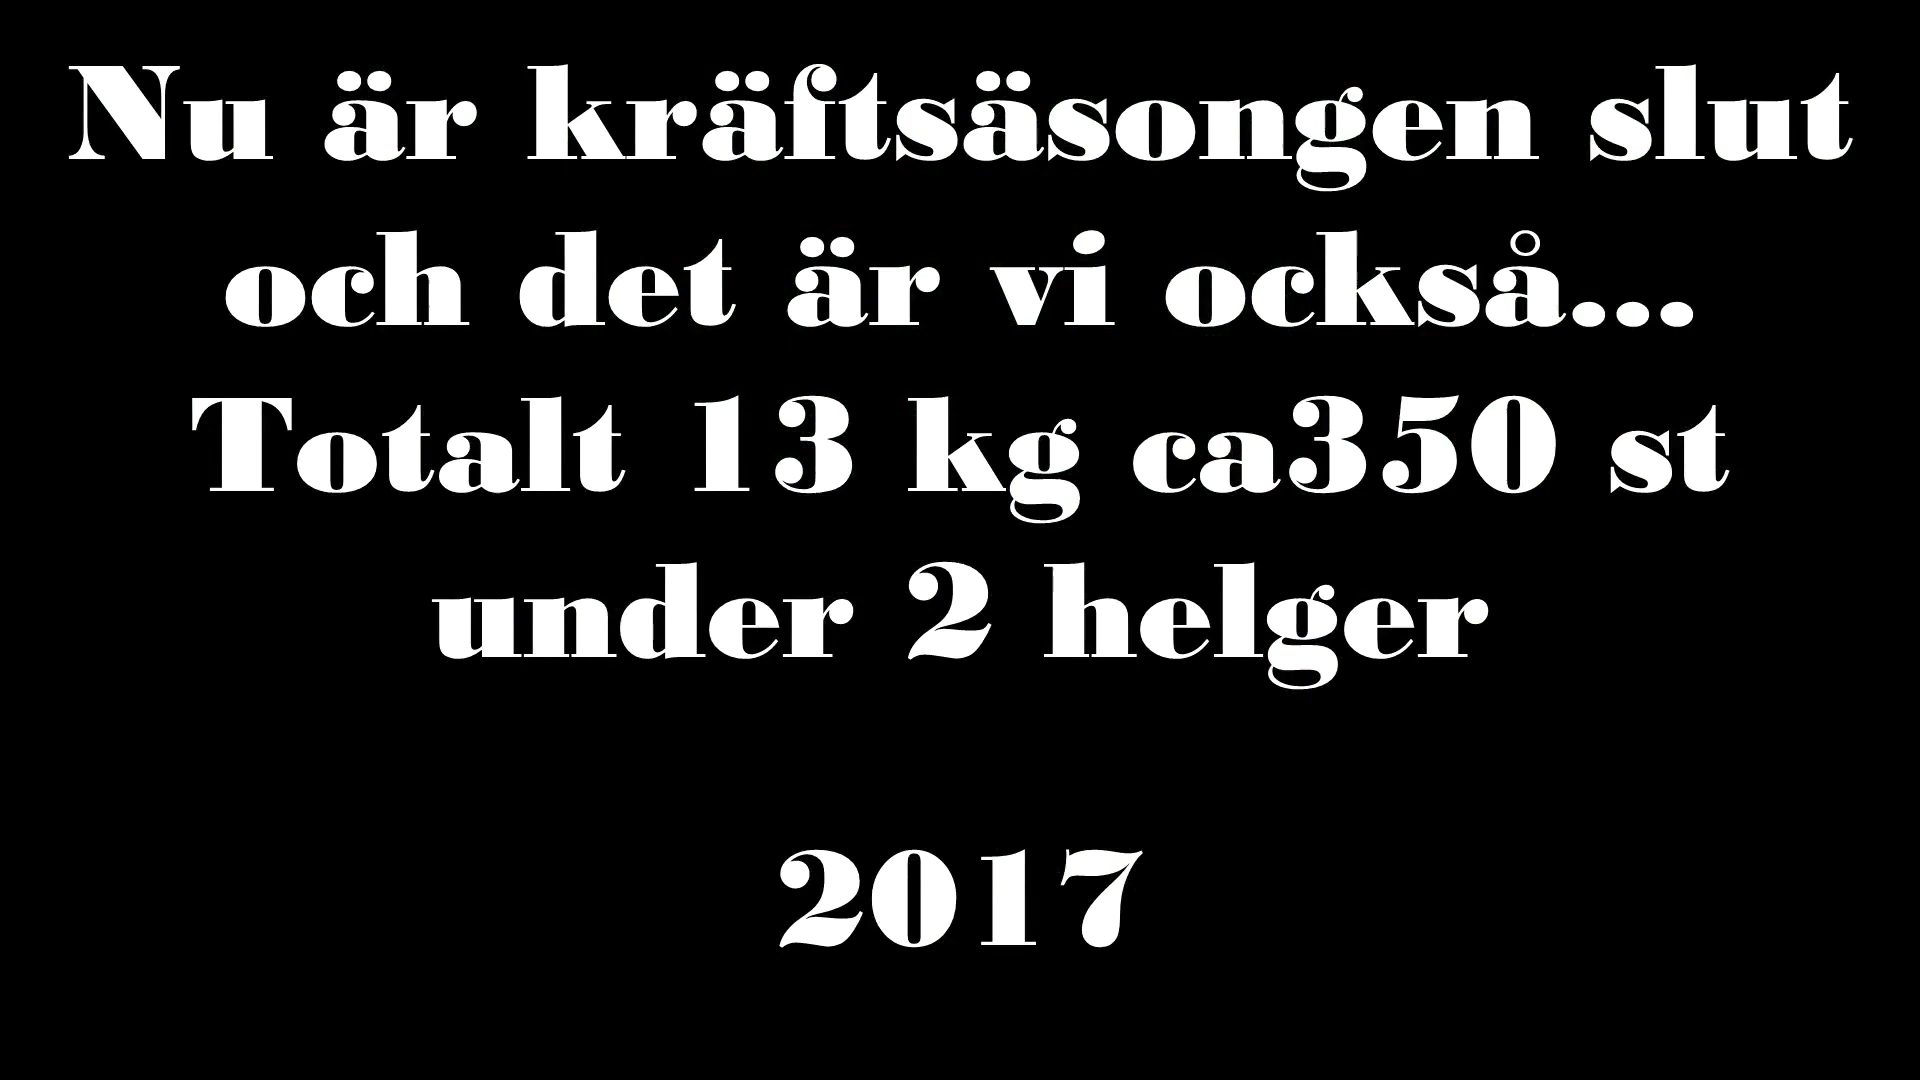 Nu är kräftsäsongen slut
och det är vi också...
Totalt 13 kg ca350 st
under 2 helger
2017